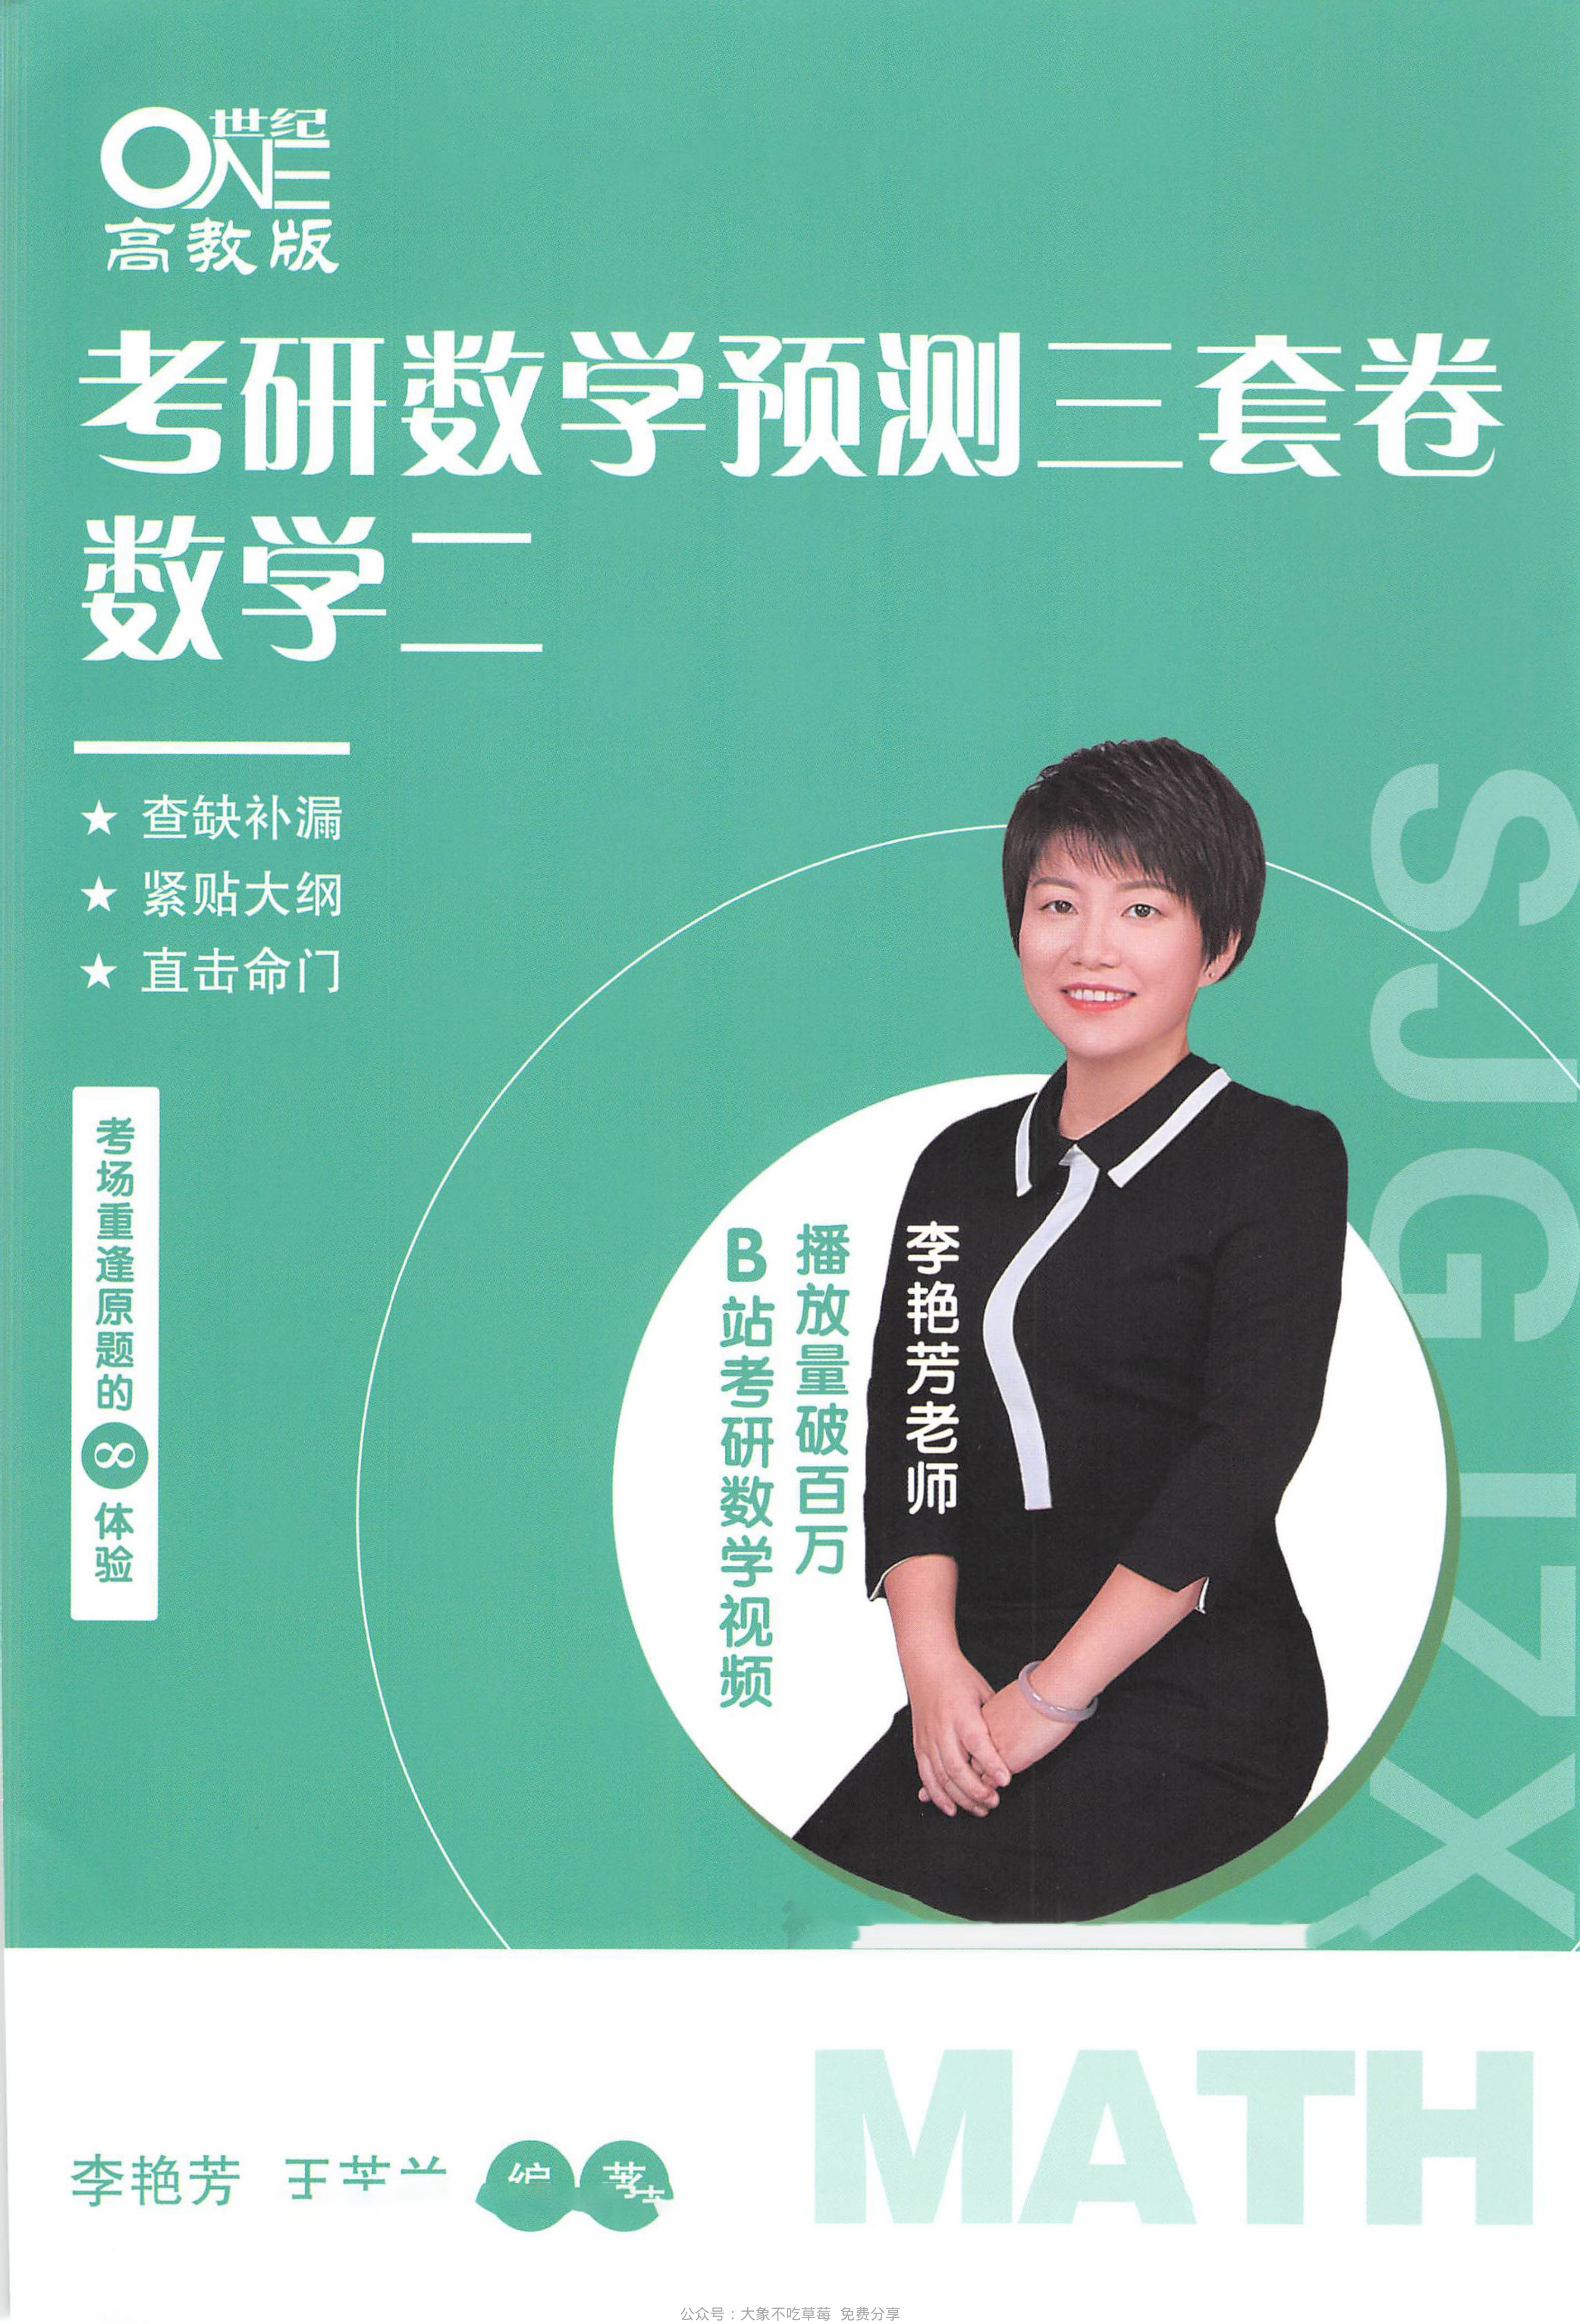 世纪
ONE
高教版
考研数学预测三套卷
数学二
★ 查缺补漏
★ 紧贴大纲
★ 直击命门
考场重逢原题的8体验
李艳芳老师
播放量破百万
B站考研数学视频
SJGJZX
李艳芳
MATH
公众号：大象不吃草莓 免费分享